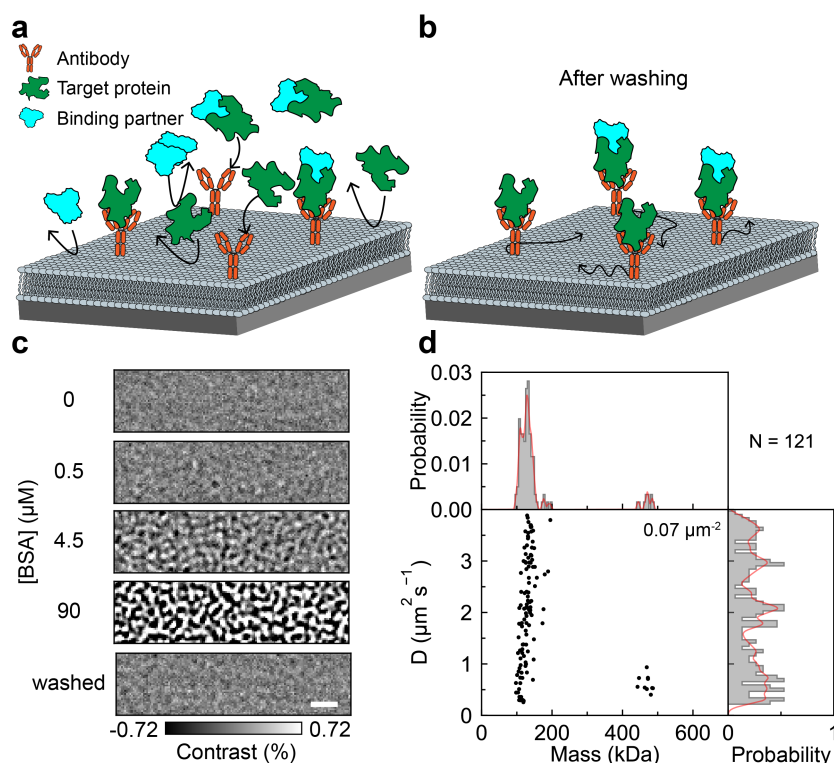 a
Antibody
Target protein
Binding partner
b
After washing
c
[BSA] (μM)
0
0.5
4.5
90
washed
-0.72
0.72
Contrast (%)
d
Probability
0.03
0.02
0.01
0.00
N = 121
0.07 μm⁻²
D (μm² s⁻¹)
3
2
1
0
0
200
400
600
Mass (kDa)
0
1
Probability